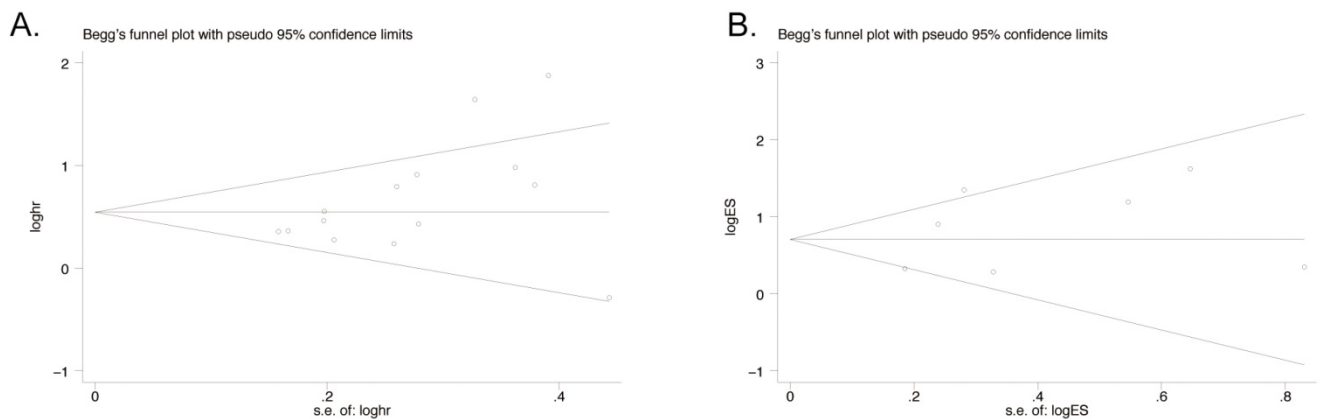 A.
Begg's funnel plot with pseudo 95% confidence limits
2
1
0
−1
loghr
0
.2
.4
s.e. of: loghr
B.
Begg's funnel plot with pseudo 95% confidence limits
3
2
1
0
−1
logES
0
.2
.4
.6
.8
s.e. of: logES